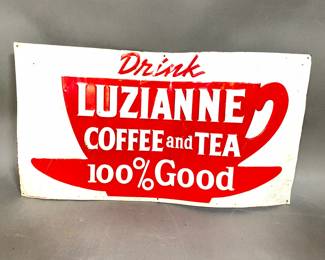 Drink
LUZIANNE
COFFEE and TEA
100% Good